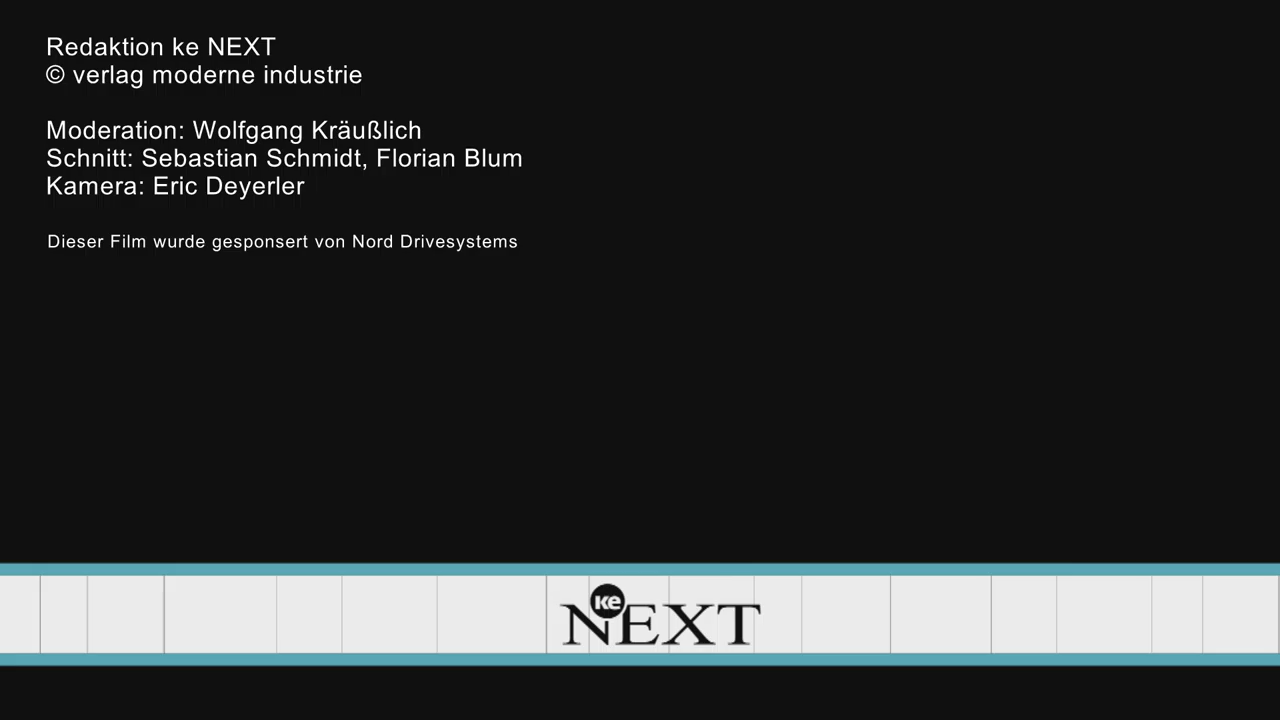 Redaktion ke NEXT
© verlag moderne industrie
Moderation: Wolfgang Kräußlich
Schnitt: Sebastian Schmidt, Florian Blum
Kamera: Eric Deyerler
Dieser Film wurde gesponsert von Nord Drivesystems
ke
NEXT